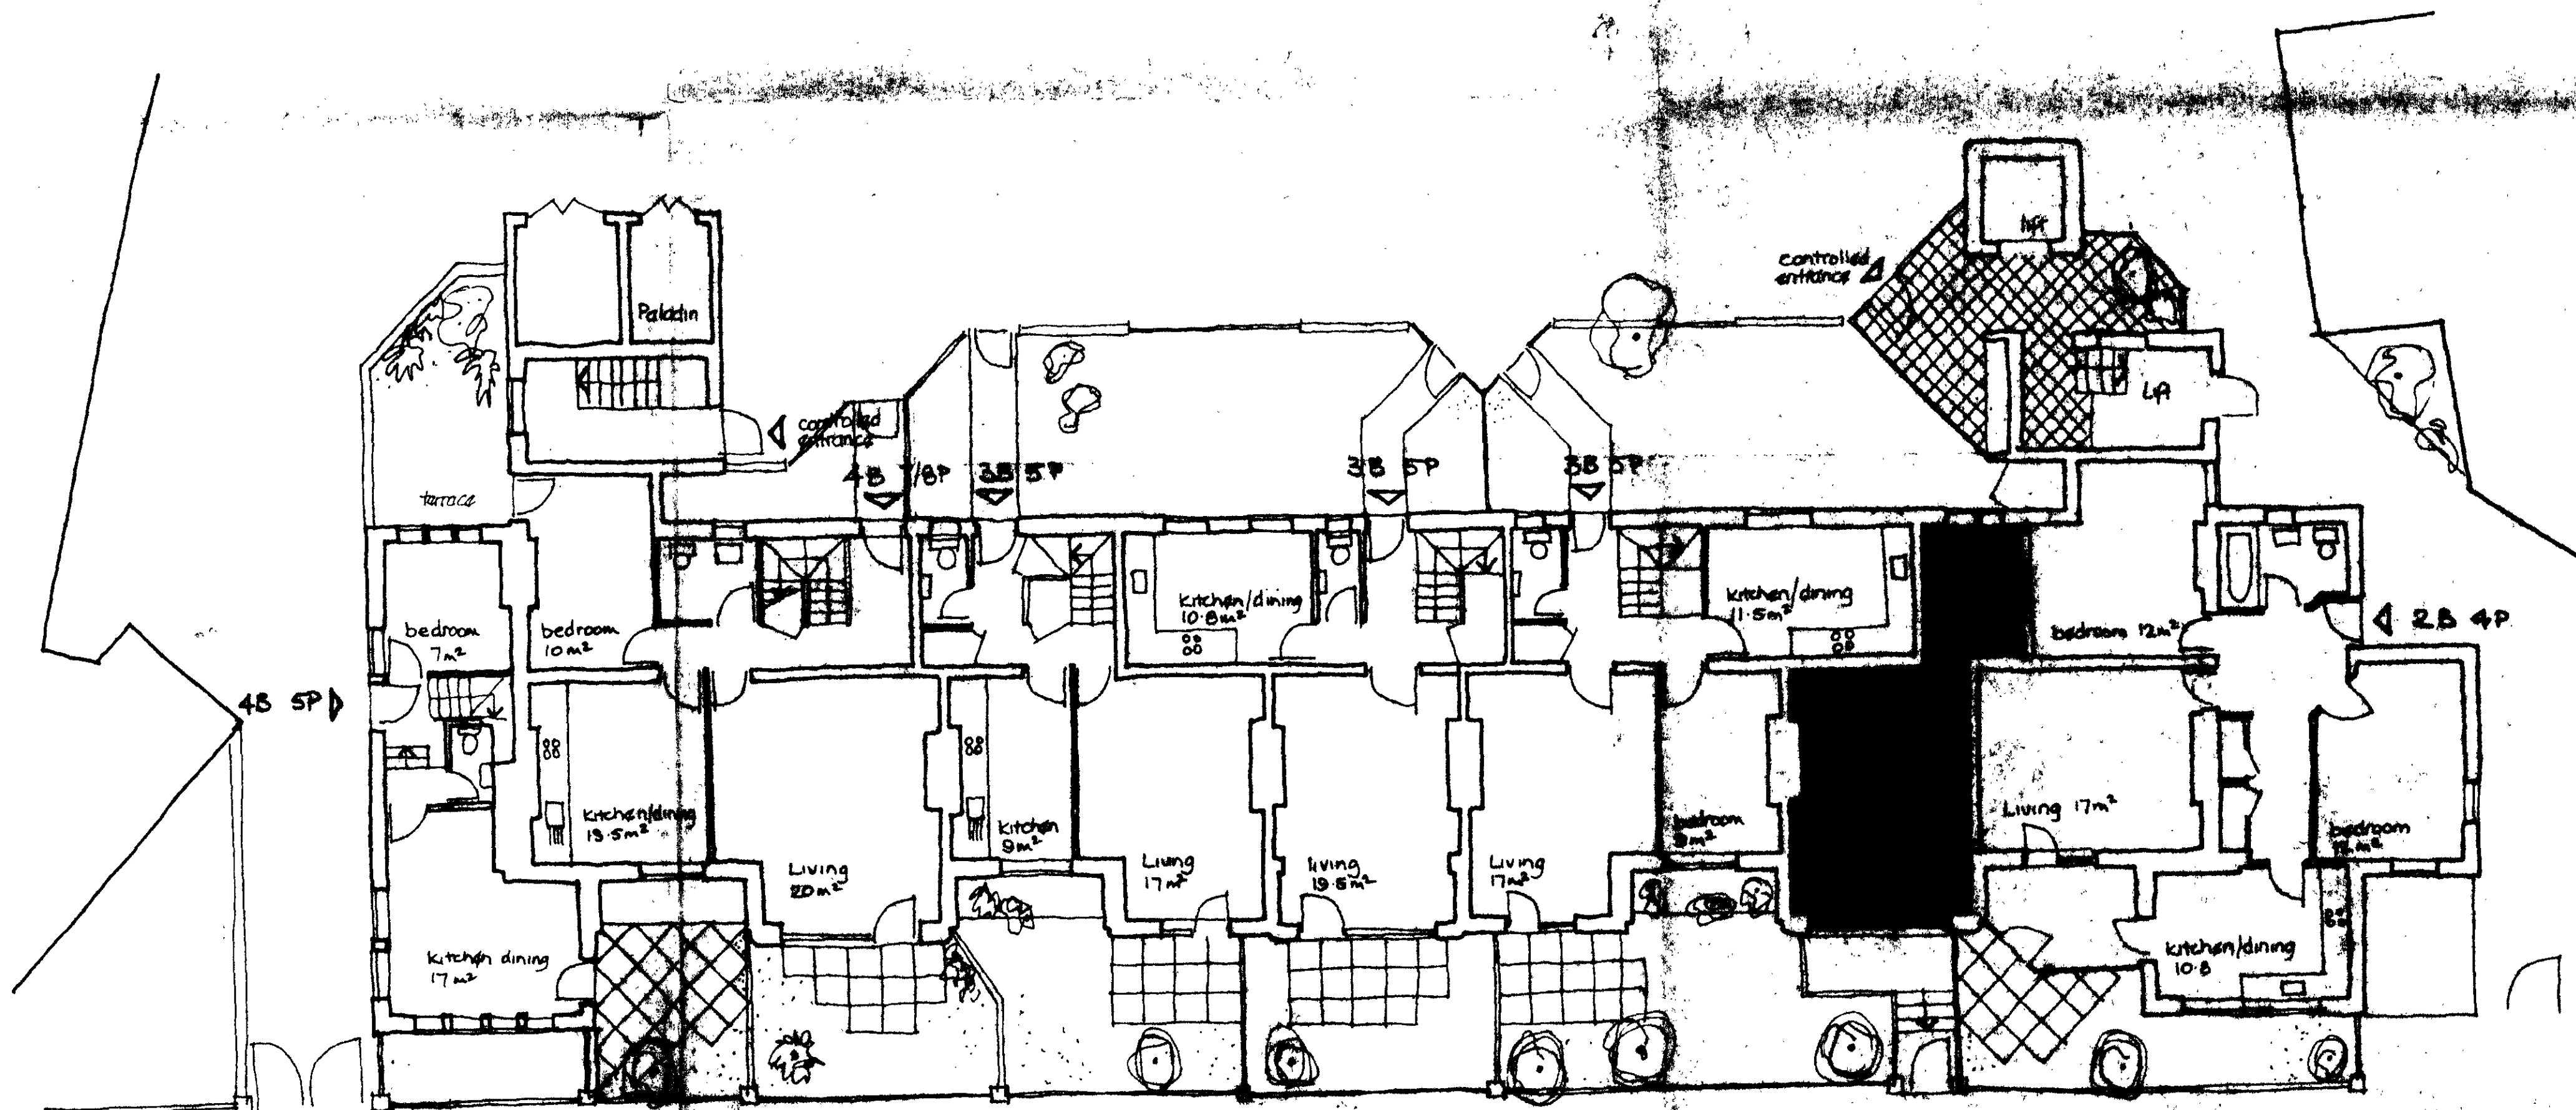 lift
controlled
entrance
Paladin
Lift
controlled
entrance
4B 7/8P
3B 5P
3B 5P
3B 5P
terrace
bedroom
7m²
bedroom
10m²
kitchen/dining
10.8m²
kitchen/dining
11.5m²
bedroom 12m²
2B 4P
4B 5P
kitchen/dining
13.5m²
Living
20m²
kitchen
9m²
Living
17m²
living
19.5m²
Living
17m²
bedroom
Living 17m²
bedroom
kitchen dining
17m²
kitchen/dining
10.8